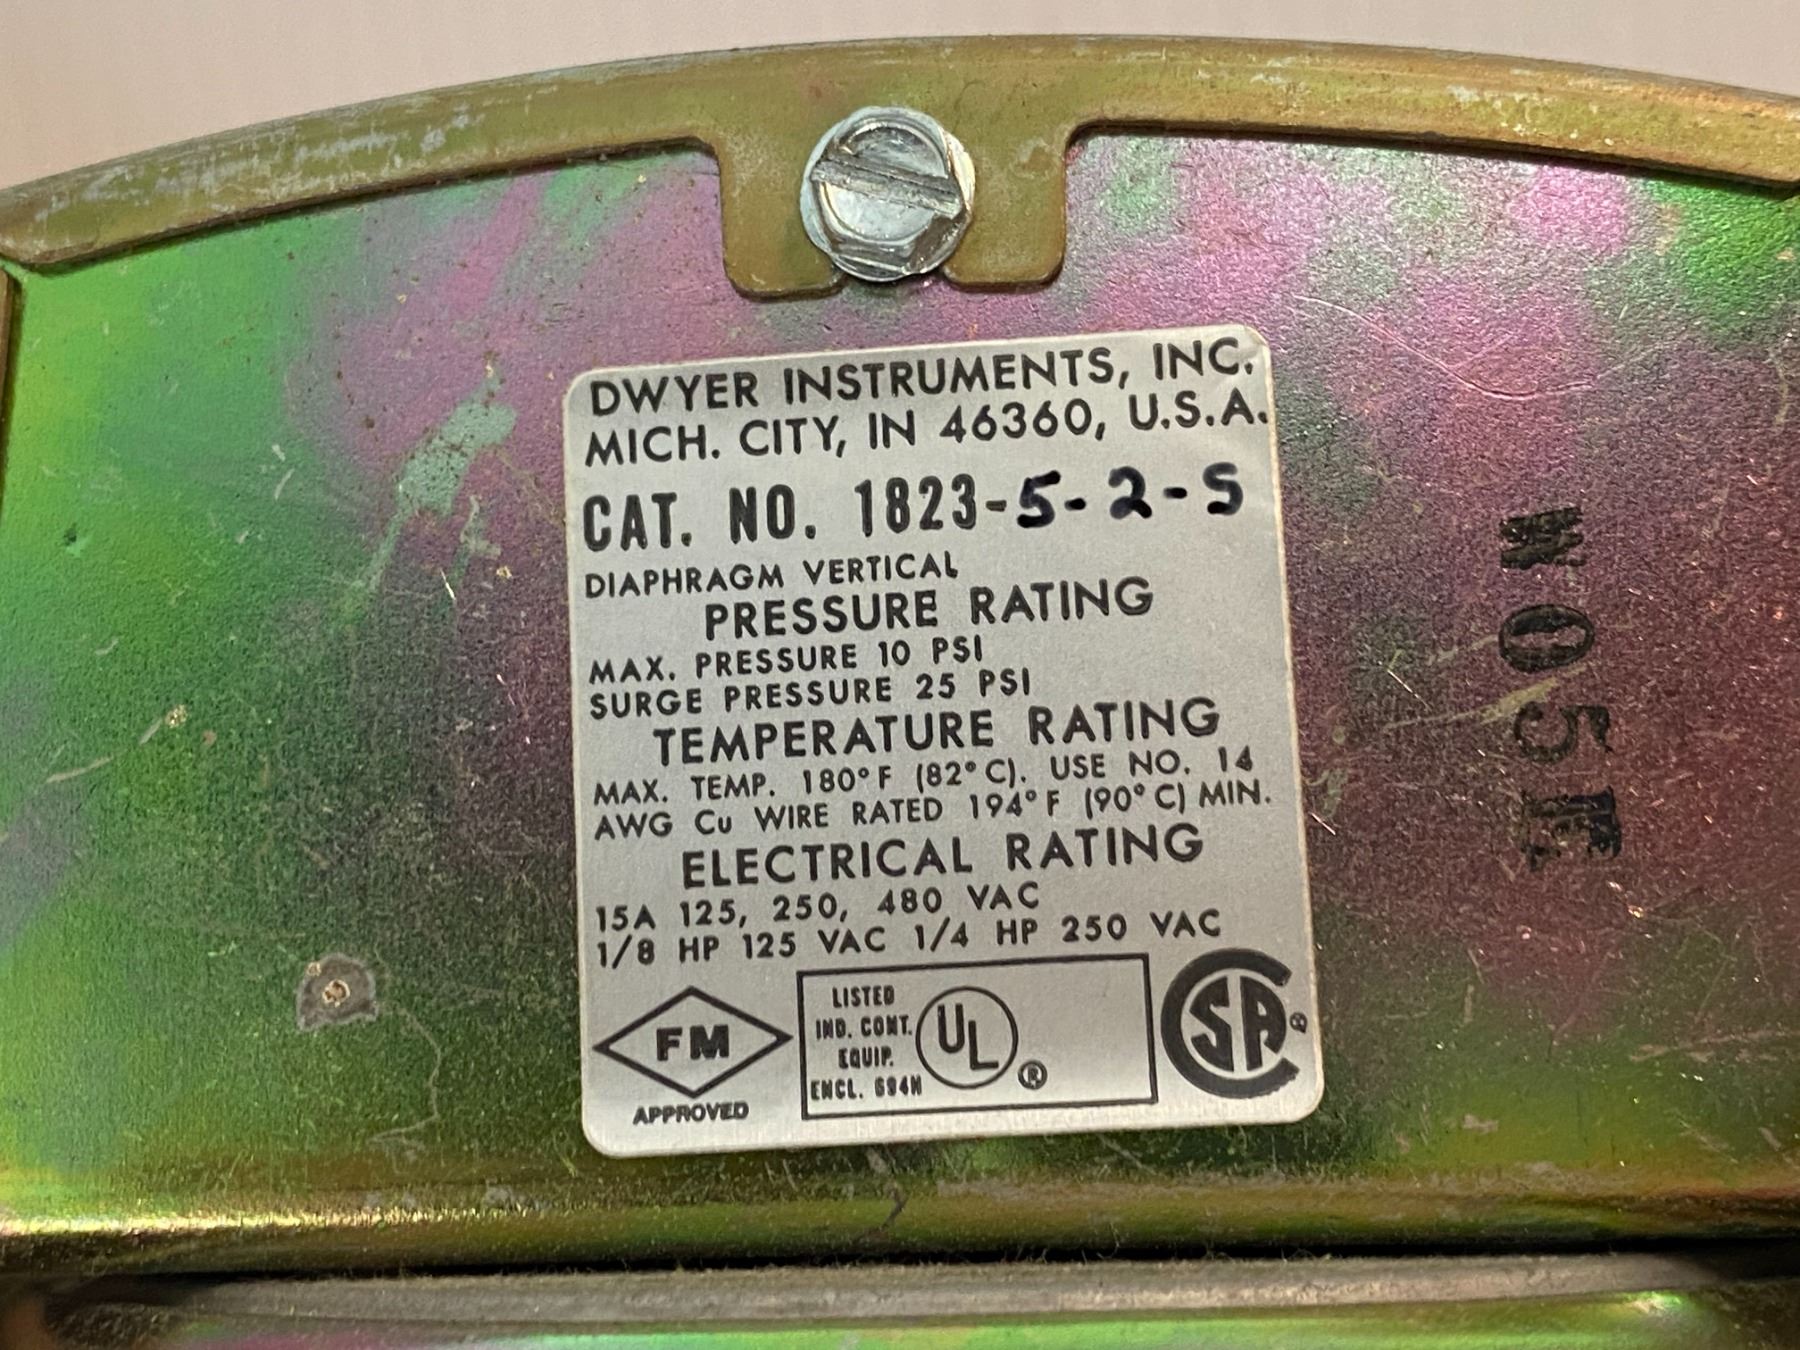 DWYER INSTRUMENTS, INC.
MICH. CITY, IN 46360, U.S.A.
CAT. NO. 1823-5-2-S
DIAPHRAGM VERTICAL
PRESSURE RATING
MAX. PRESSURE 10 PSI
SURGE PRESSURE 25 PSI
TEMPERATURE RATING
MAX. TEMP. 180°F (82°C). USE NO. 14
AWG Cu WIRE RATED 194°F (90°C) MIN.
ELECTRICAL RATING
15A 125, 250, 480 VAC
1/8 HP 125 VAC 1/4 HP 250 VAC
FM
APPROVED
LISTED
IND. CONT.
EQUIP.
ENCL. 694N
UL ®
SA ®
W05E